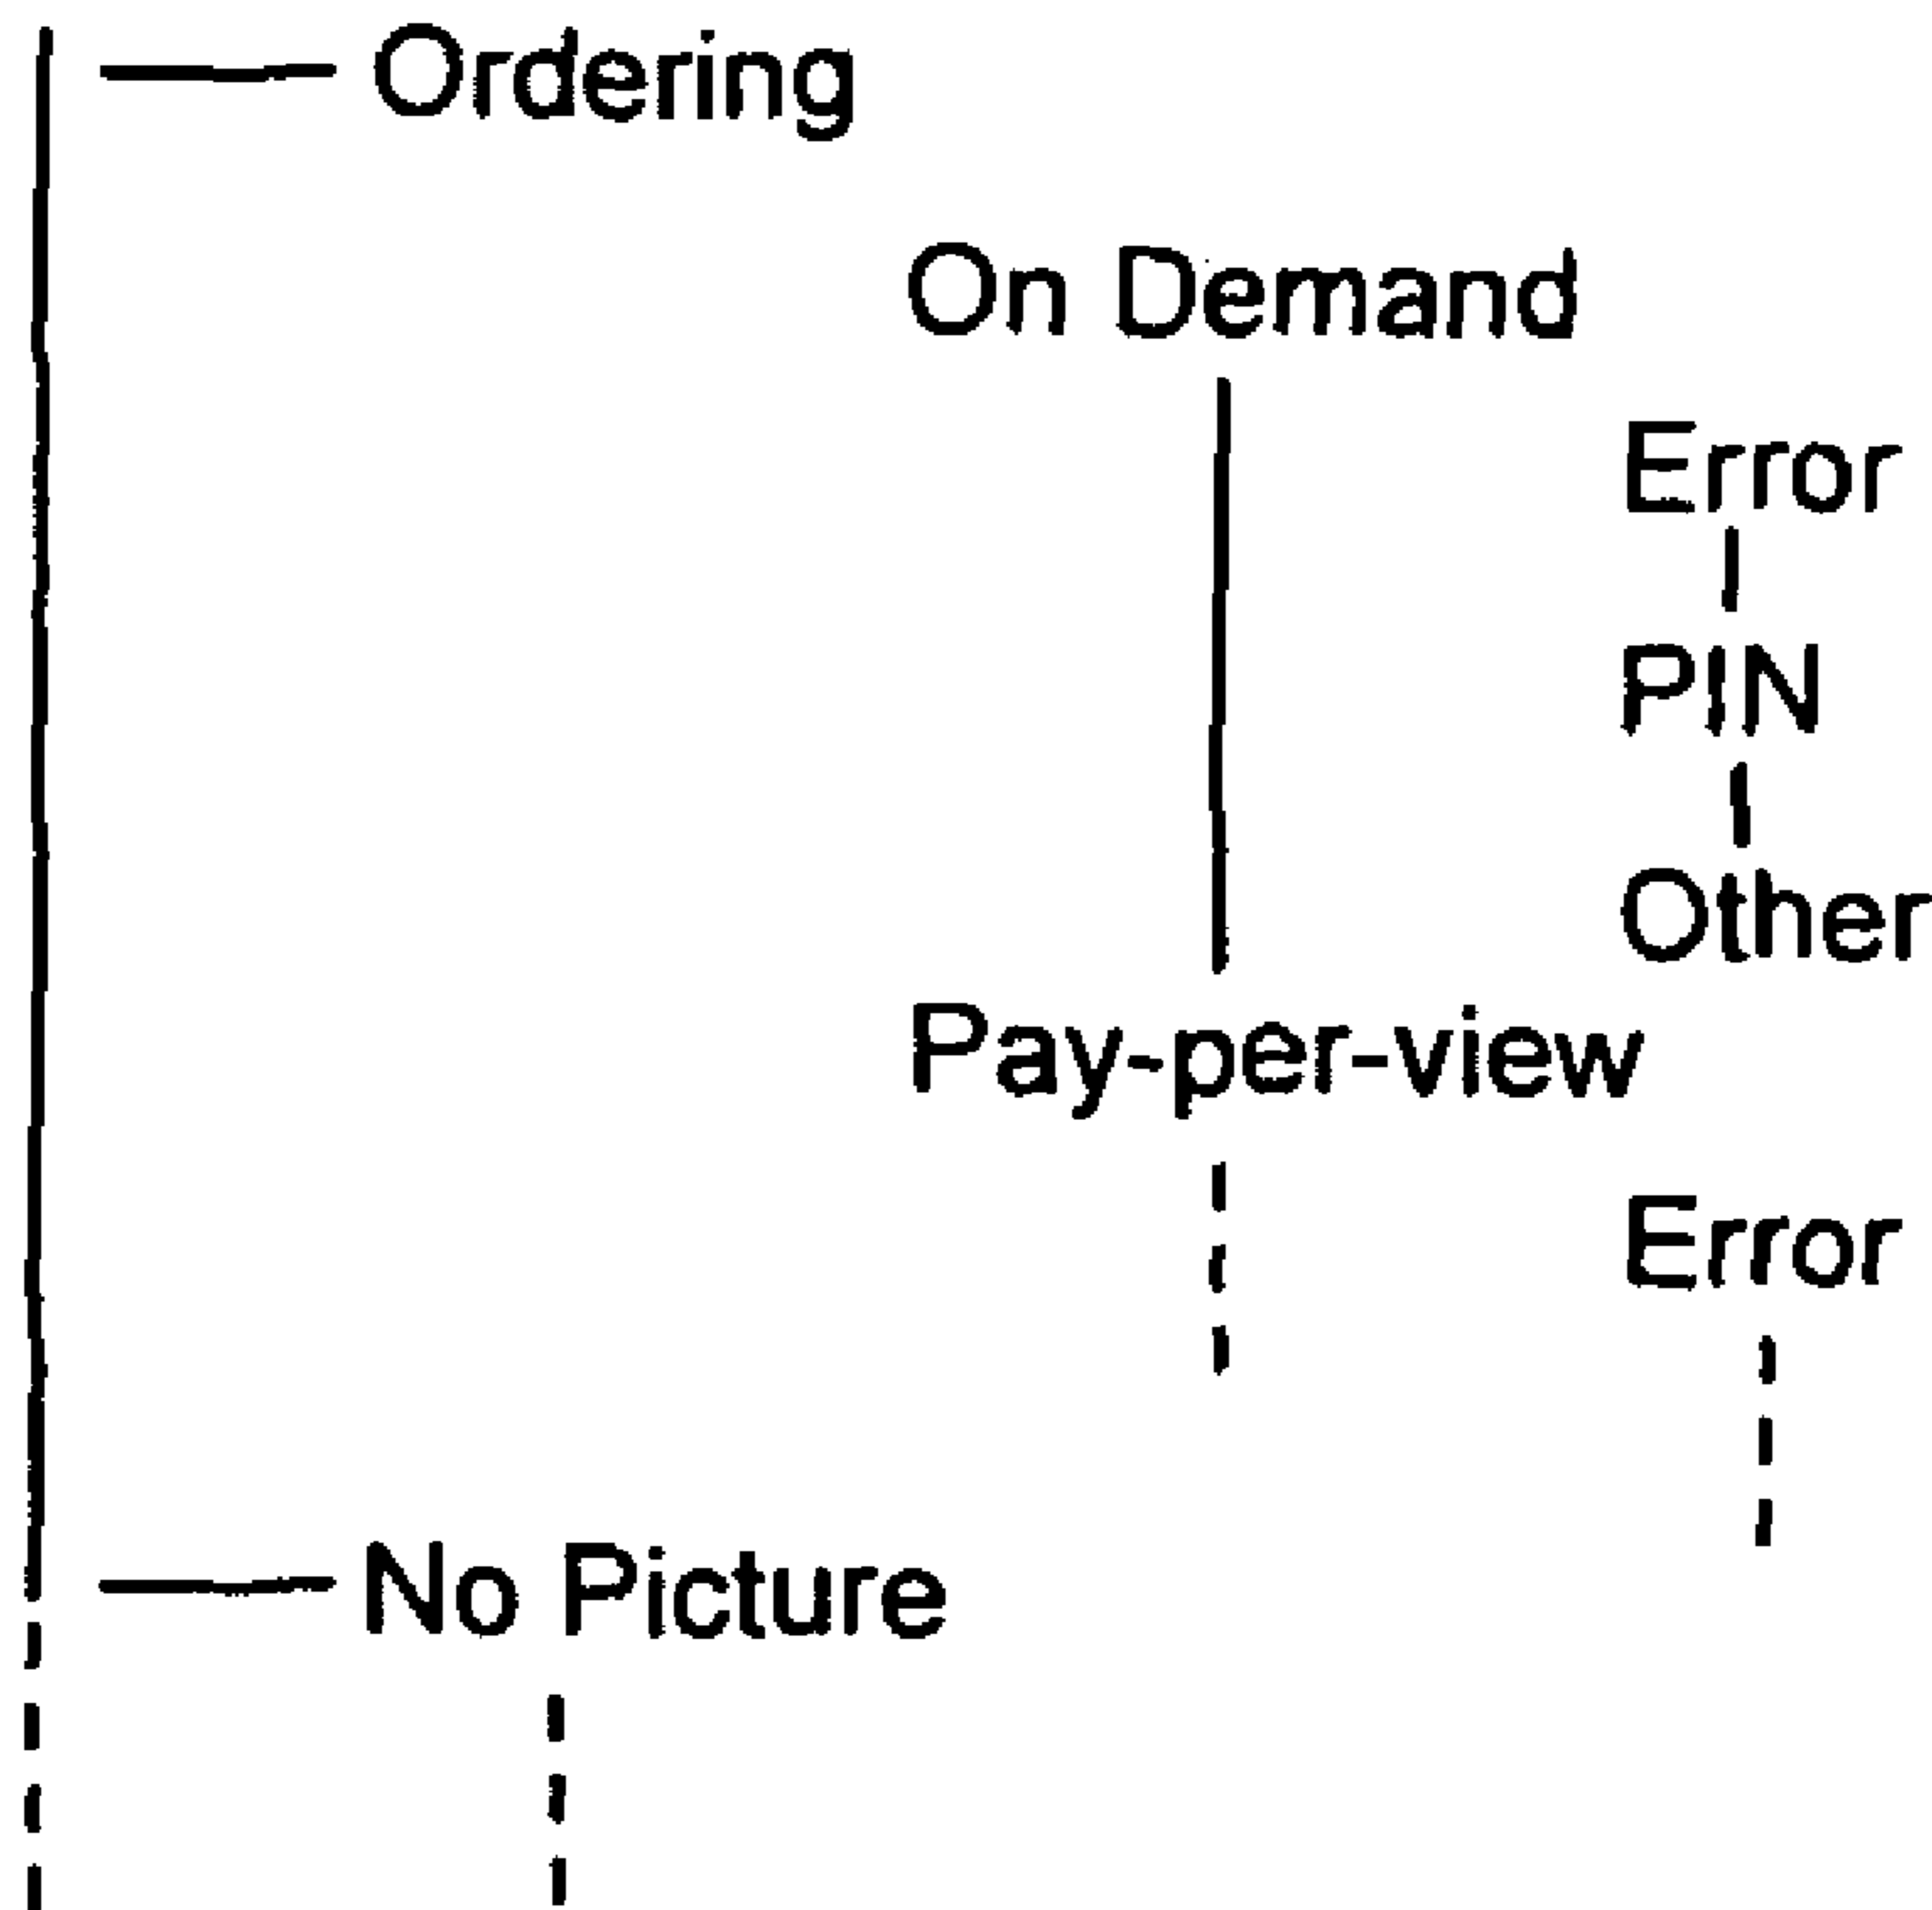 Ordering
On Demand
Error
PIN
Other
Pay-per-view
Error
No Picture